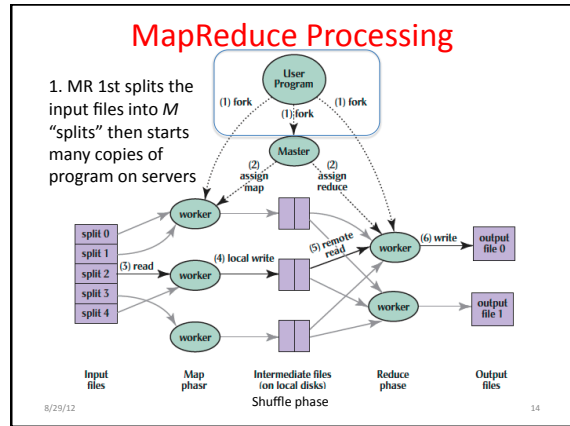 MapReduce Processing
1. MR 1st splits the
input files into M
“splits” then starts
many copies of
program on servers
User
Program
(1) fork
(1) fork
(1) fork
Master
(2)
assign
map
(2)
assign
reduce
worker
split 0
split 1
split 2
split 3
split 4
(3) read
worker
(4) local write
(5) remote
read
worker
(6) write
output
file 0
worker
output
file 1
worker
Input
files
Map
phasr
Intermediate files
(on local disks)
Reduce
phase
Output
files
Shuffle phase
8/29/12
14